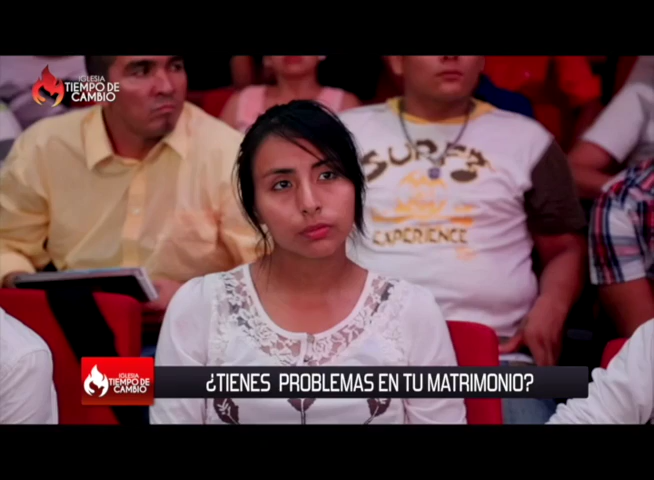 IGLESIA
TIEMPO DE
CAMBIO
SURF
EXPERIENCE
IGLESIA
TIEMPO DE
CAMBIO
¿TIENES PROBLEMAS EN TU MATRIMONIO?